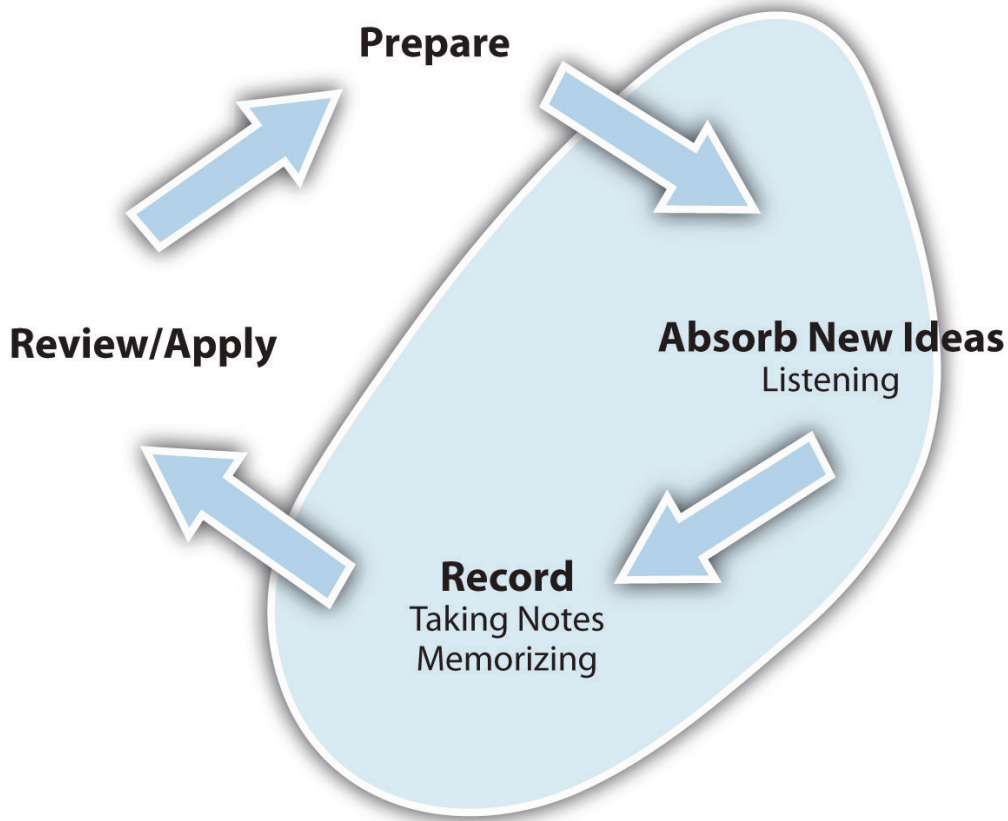 Prepare
Absorb New Ideas
Listening
Record
Taking Notes
Memorizing
Review/Apply